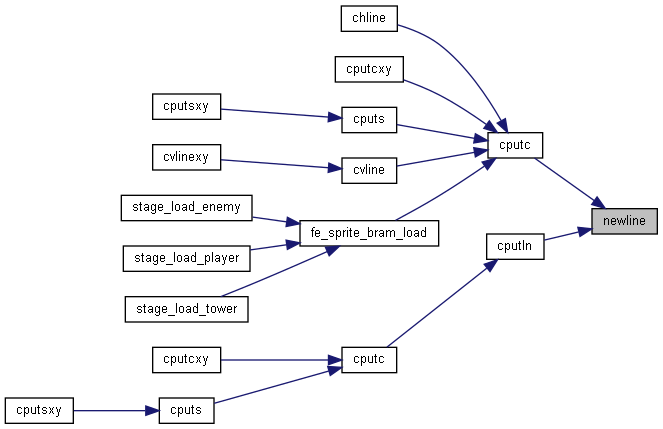 chline
cputcxy
cputsxy
cputs
cputc
cvlinexy
cvline
stage_load_enemy
newline
fe_sprite_bram_load
cputln
stage_load_player
stage_load_tower
cputcxy
cputc
cputsxy
cputs